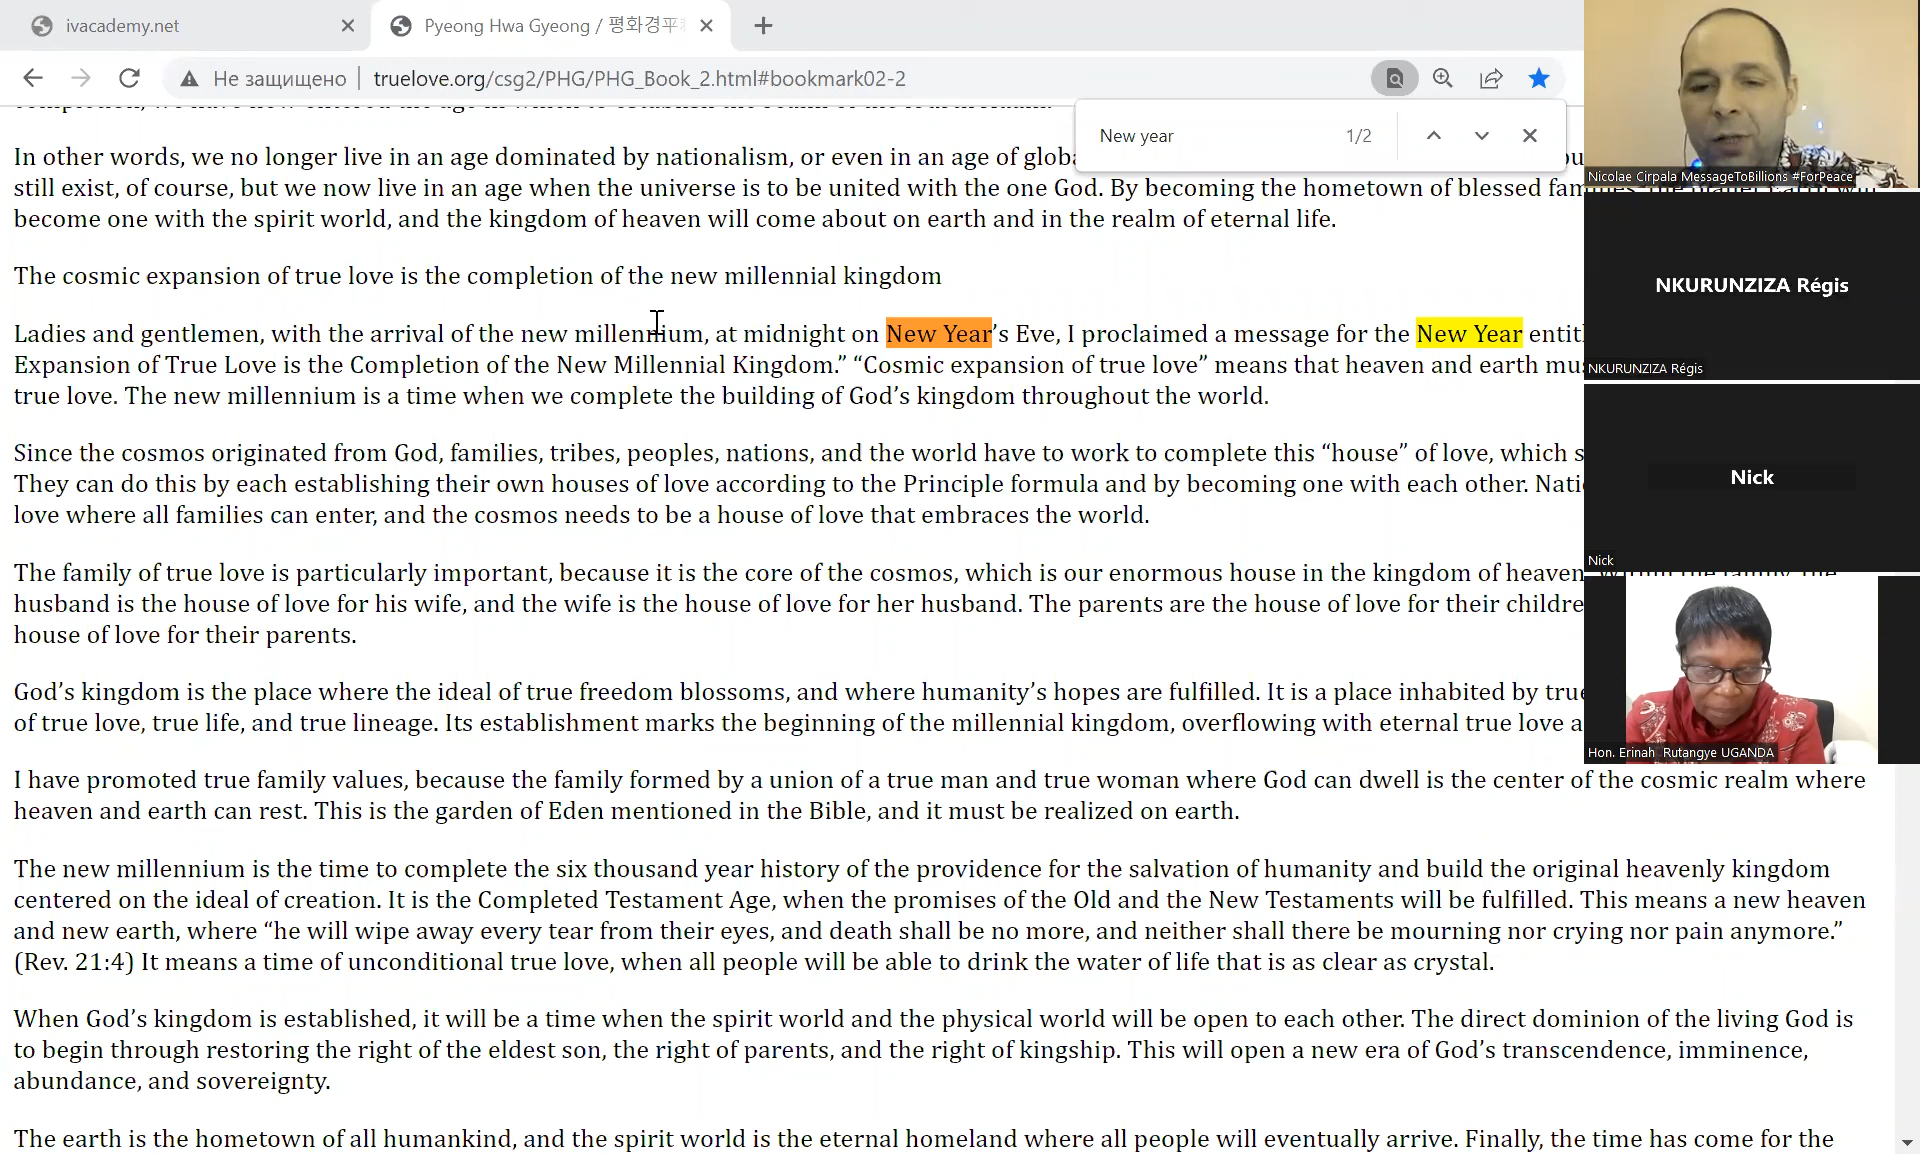 ivacademy.net
Pyeong Hwa Gyeong / 평화경平
Не защищено
truelove.org/csg2/PHG/PHG_Book_2.html#bookmark02-2
New year 1/2
In other words, we no longer live in an age dominated by nationalism, or even in an age of
still exist, of course, but we now live in an age when the universe is to be united with the one God. By becoming the hometown of blessed
become one with the spirit world, and the kingdom of heaven will come about on earth and in the realm of eternal life.
The cosmic expansion of true love is the completion of the new millennial kingdom
Ladies and gentlemen, with the arrival of the new millennium, at midnight on New Year’s Eve, I proclaimed a message for the New Year
Expansion of True Love is the Completion of the New Millennial Kingdom.” “Cosmic expansion of true love” means that heaven and earth
true love. The new millennium is a time when we complete the building of God’s kingdom throughout the world.
Since the cosmos originated from God, families, tribes, peoples, nations, and the world have to work to complete this “house” of love, which
They can do this by each establishing their own houses of love according to the Principle formula and by becoming one with each other.
love where all families can enter, and the cosmos needs to be a house of love that embraces the world.
The family of true love is particularly important, because it is the core of the cosmos, which is our enormous house in the kingdom of heaven
husband is the house of love for his wife, and the wife is the house of love for her husband. The parents are the house of love for their
house of love for their parents.
God’s kingdom is the place where the ideal of true freedom blossoms, and where humanity’s hopes are fulfilled. It is a place inhabited by
of true love, true life, and true lineage. Its establishment marks the beginning of the millennial kingdom, overflowing with eternal true love
I have promoted true family values, because the family formed by a union of a true man and true woman where God can dwell is the center of the cosmic realm where
heaven and earth can rest. This is the garden of Eden mentioned in the Bible, and it must be realized on earth.
The new millennium is the time to complete the six thousand year history of the providence for the salvation of humanity and build the original heavenly kingdom
centered on the ideal of creation. It is the Completed Testament Age, when the promises of the Old and the New Testaments will be fulfilled. This means a new heaven
and new earth, where “he will wipe away every tear from their eyes, and death shall be no more, and neither shall there be mourning nor crying nor pain anymore.”
(Rev. 21:4) It means a time of unconditional true love, when all people will be able to drink the water of life that is as clear as crystal.
When God’s kingdom is established, it will be a time when the spirit world and the physical world will be open to each other. The direct dominion of the living God is
to begin through restoring the right of the eldest son, the right of parents, and the right of kingship. This will open a new era of God’s transcendence, imminence,
abundance, and sovereignty.
The earth is the hometown of all humankind, and the spirit world is the eternal homeland where all people will eventually arrive. Finally, the time has come for the
Nicolae Cirpala MessageToBillions #ForPeace
NKURUNZIZA Régis
NKURUNZIZA Régis
Nick
Nick
Hon. Erinah Rutangye UGANDA